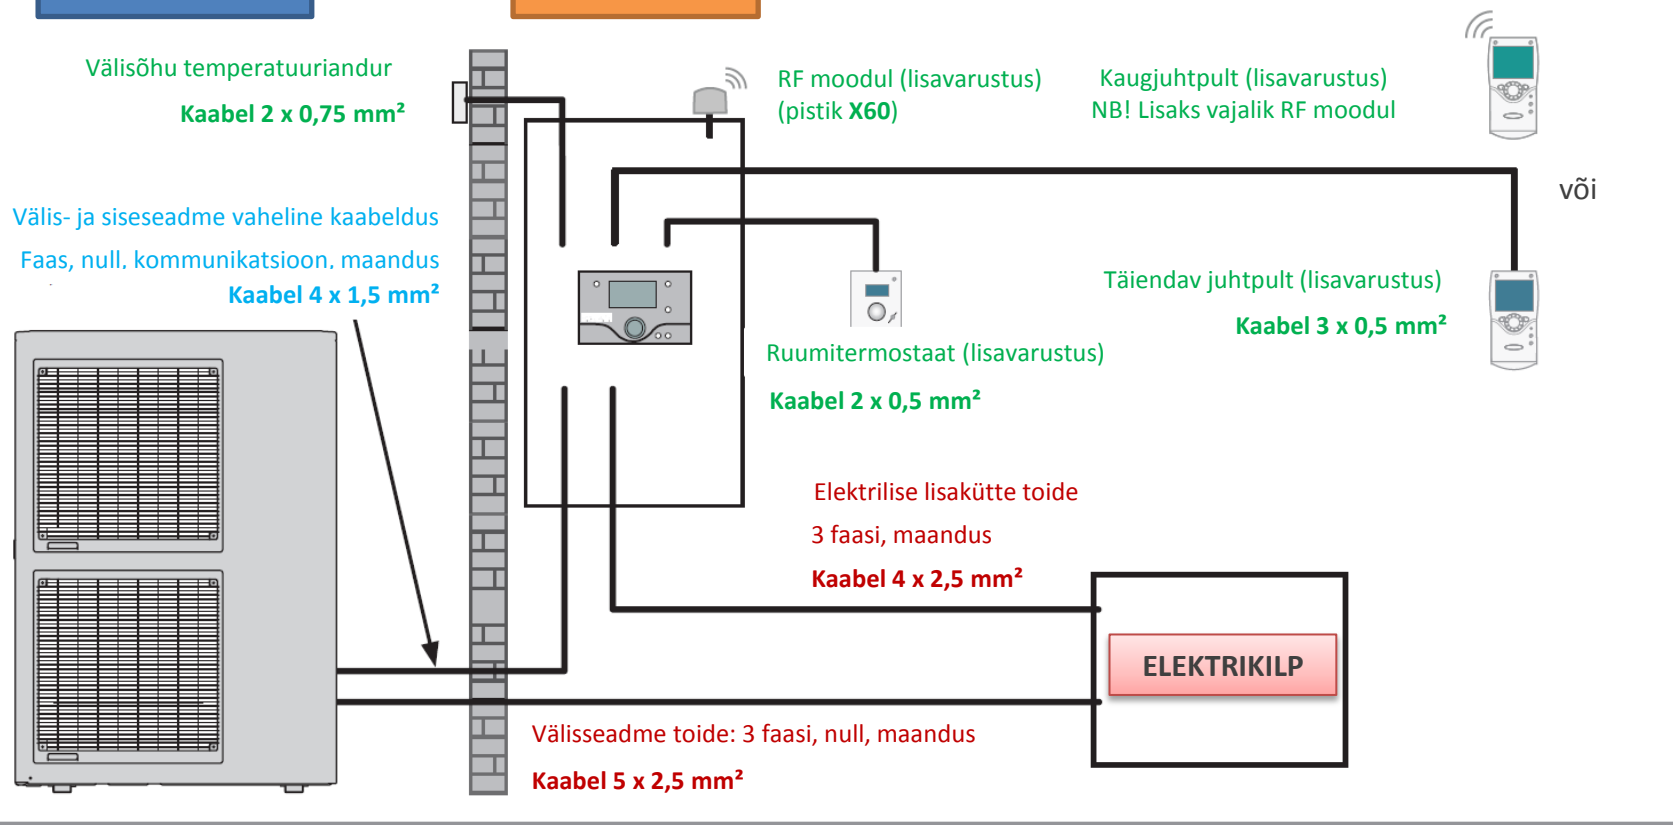 Välisõhu temperatuuriandur
Kaabel 2 x 0,75 mm²
RF moodul (lisavarustus)
(pistik X60)
Kaugjuhtpult (lisavarustus)
NB! Lisaks vajalik RF moodul
või
Välis- ja siseseadme vaheline kaabeldus
Faas, null, kommunikatsioon, maandus
Kaabel 4 x 1,5 mm²
Täiendav juhtpult (lisavarustus)
Kaabel 3 x 0,5 mm²
Ruumitermostaat (lisavarustus)
Kaabel 2 x 0,5 mm²
Elektrilise lisakütte toide
3 faasi, maandus
Kaabel 4 x 2,5 mm²
ELEKTRIKILP
Välisseadme toide: 3 faasi, null, maandus
Kaabel 5 x 2,5 mm²